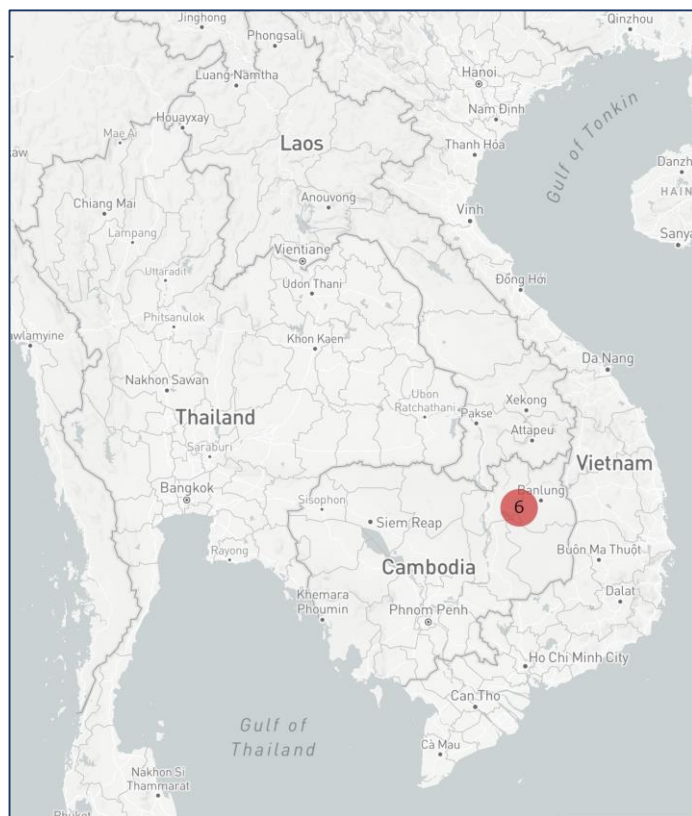 Jinghong
Qinzhou
Phongsali
Hanoi
Luang-Namtha
Nam Định
Houayxay
Mae Ai
Thanh Hóa
Laos
Gulf of Tonkin
Danzh
HAIN
Anouvong
Chiang Mai
Vinh
Lampang
Sanya
Vientiane
Uttaradit
Udon Thani
Đồng Hới
Phitsanulok
Khon Kaen
awlamyine
Da Nang
Nakhon Sawan
Ubon
Ratchathani
Xekong
Pakse
Thailand
Attapeu
Saraburi
Vietnam
Bangkok
Banlung
Sisophon
6
Siem Reap
Rayong
Buôn Ma Thuột
Cambodia
Khemara
Phoumin
Phnom Penh
Dalat
Ho Chi Minh City
Can Tho
Gulf of
Thailand
Cà Mau
Nakhon Si
Thammarat
Phuket